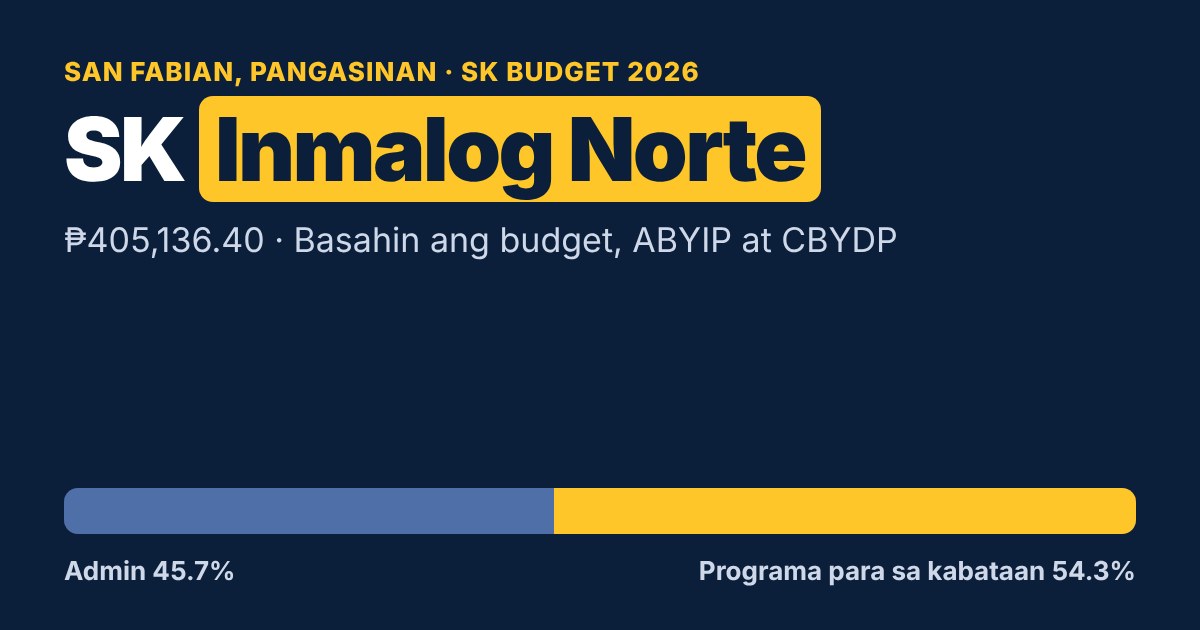 SAN FABIAN, PANGASINAN · SK BUDGET 2026
SK Inmalog Norte
₱405,136.40 · Basahin ang budget, ABYIP at CBYDP
Admin 45.7%
Programa para sa kabataan 54.3%